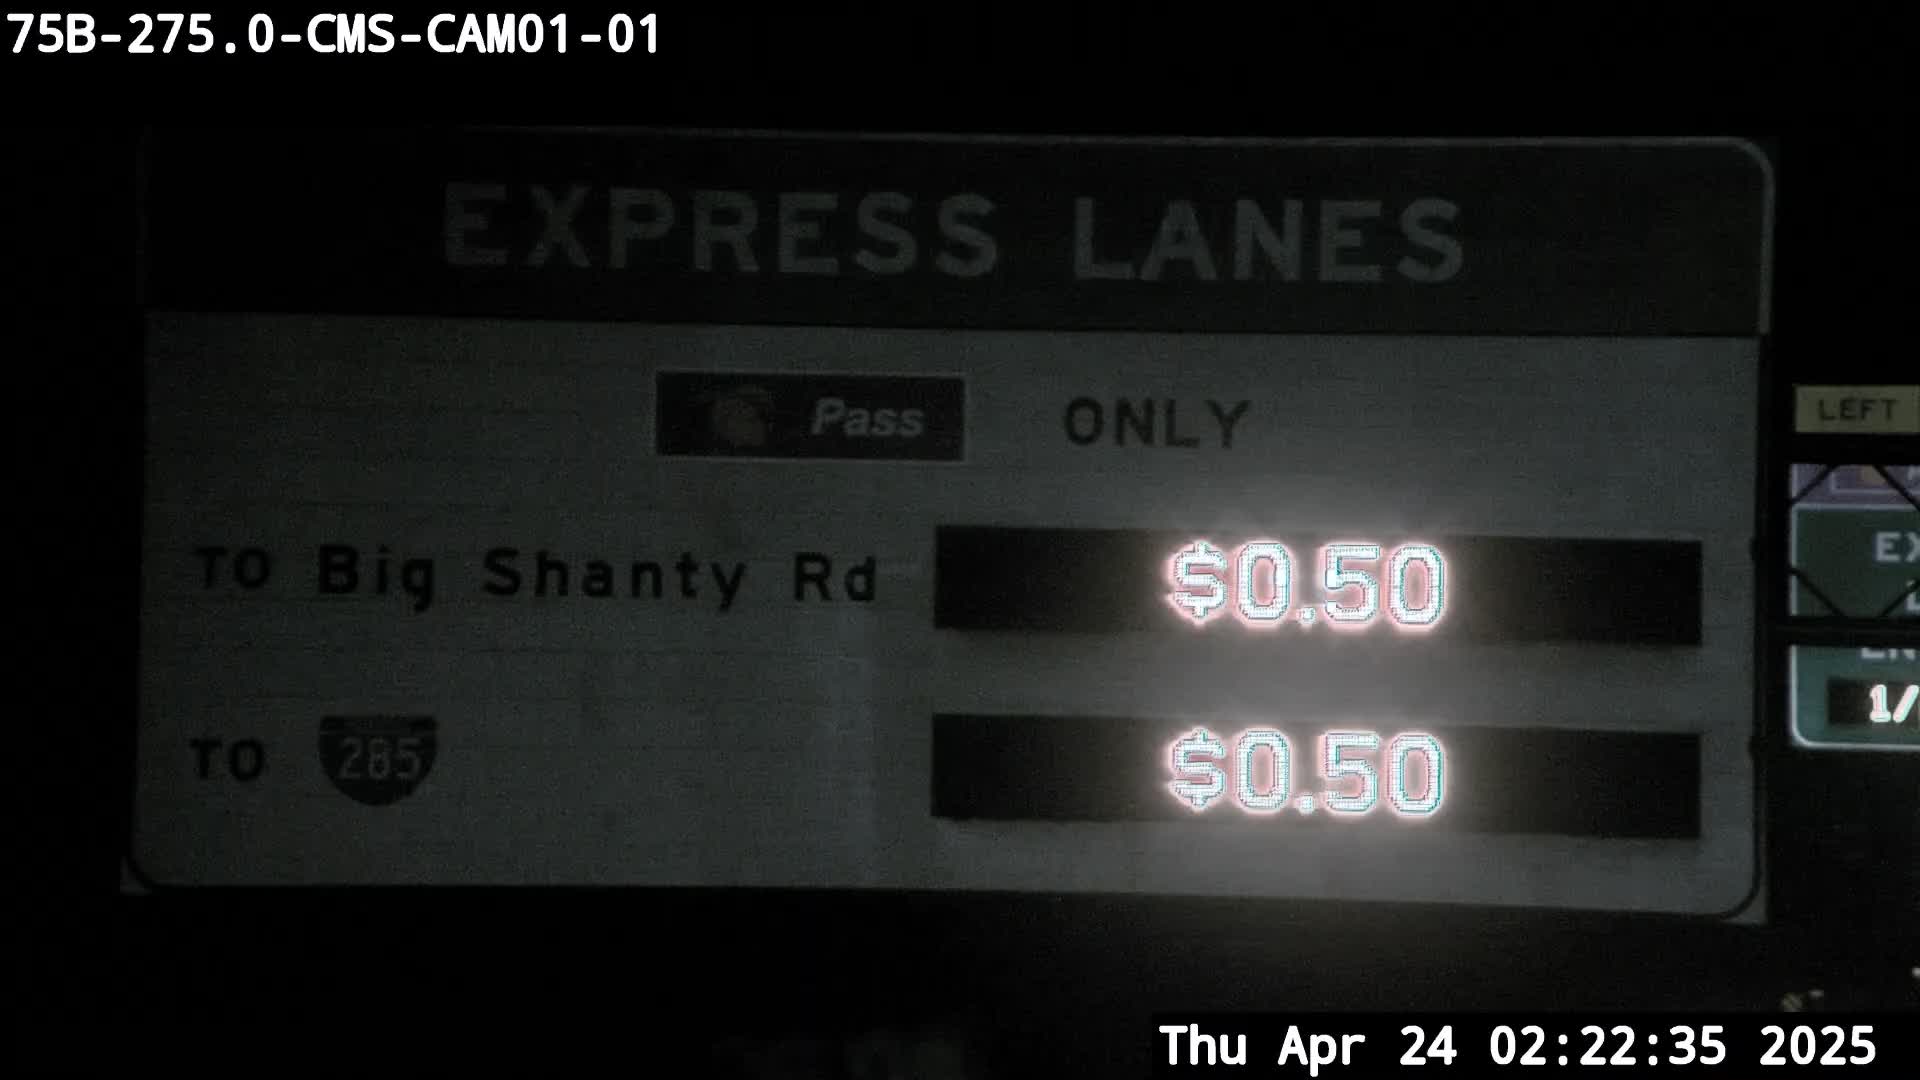 75B-275.0-CMS-CAM01-01
EXPRESS LANES
Pass ONLY
LEFT
TO Big Shanty Rd $0.50
TO 285 $0.50
1/
Thu Apr 24 02:22:35 2025